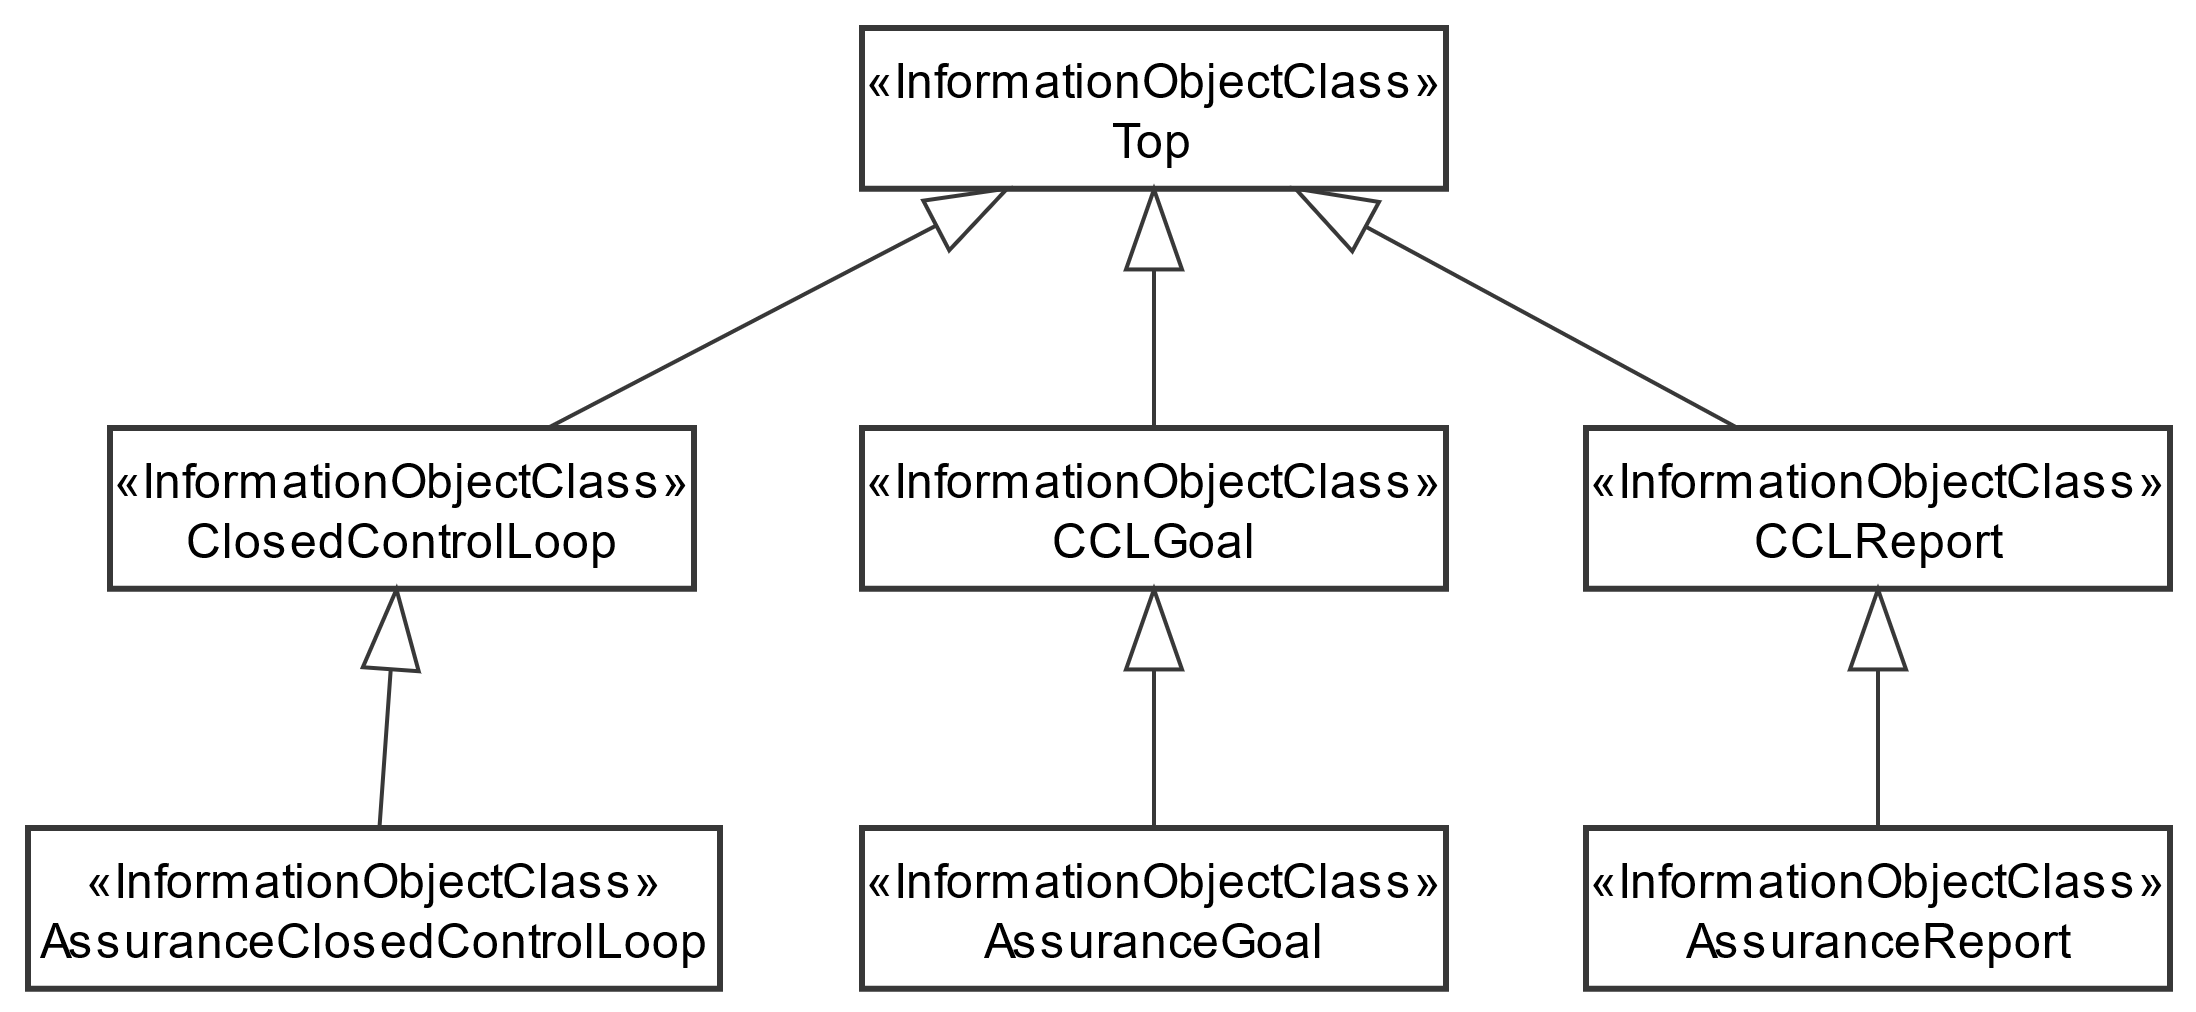 «InformationObjectClass»
Top
«InformationObjectClass»
ClosedControlLoop
«InformationObjectClass»
CCLGoal
«InformationObjectClass»
CCLReport
«InformationObjectClass»
AssuranceClosedControlLoop
«InformationObjectClass»
AssuranceGoal
«InformationObjectClass»
AssuranceReport